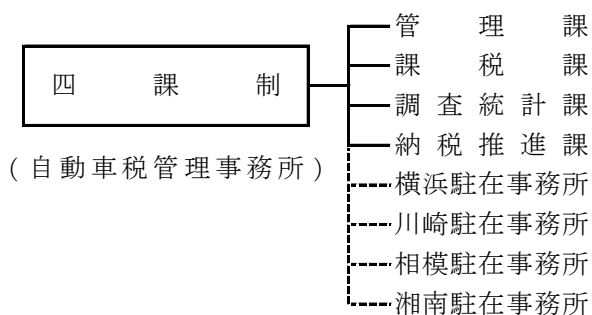 四課制
(自動車税管理事務所)
管理課
課税課
調査統計課
納税推進課
横浜駐在事務所
川崎駐在事務所
相模駐在事務所
湘南駐在事務所